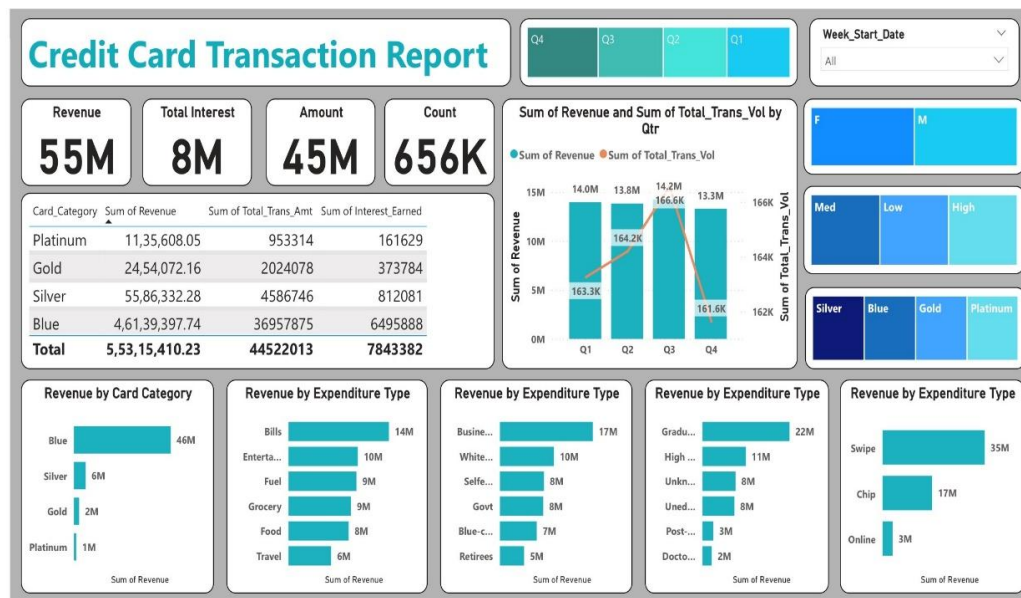 Credit Card Transaction Report
Q4 Q3 Q2 Q1
Week_Start_Date
All
Revenue
55M
Total Interest
8M
Amount
45M
Count
656K
Card_Category Sum of Revenue Sum of Total_Trans_Amt Sum of Interest_Earned
Platinum 11,35,608.05 953314 161629
Gold 24,54,072.16 2024078 373784
Silver 55,86,332.28 4586746 812081
Blue 4,61,39,397.74 36957875 6495888
Total 5,53,15,410.23 44522013 7843382
Sum of Revenue and Sum of Total_Trans_Vol by
Qtr
Sum of Revenue Sum of Total_Trans_Vol
14.0M 13.8M 14.2M 13.3M
163.3K 164.2K 166.6K 161.6K
15M
10M
5M
0M
Sum of Revenue
166K
164K
162K
Sum of Total_Trans_Vol
Q1 Q2 Q3 Q4
F M
Med Low High
Silver Blue Gold Platinum
Revenue by Card Category
Blue 46M
Silver 6M
Gold 2M
Platinum 1M
Sum of Revenue
Revenue by Expenditure Type
Bills 14M
Enterta... 10M
Fuel 9M
Grocery 9M
Food 8M
Travel 6M
Sum of Revenue
Revenue by Expenditure Type
Busine... 17M
White... 10M
Selfe... 8M
Govt 8M
Blue-c... 7M
Retirees 5M
Sum of Revenue
Revenue by Expenditure Type
Gradu... 22M
High ... 11M
Unkn... 8M
Uned... 8M
Post-... 3M
Docto... 2M
Sum of Revenue
Revenue by Expenditure Type
Swipe 35M
Chip 17M
Online 3M
Sum of Revenue